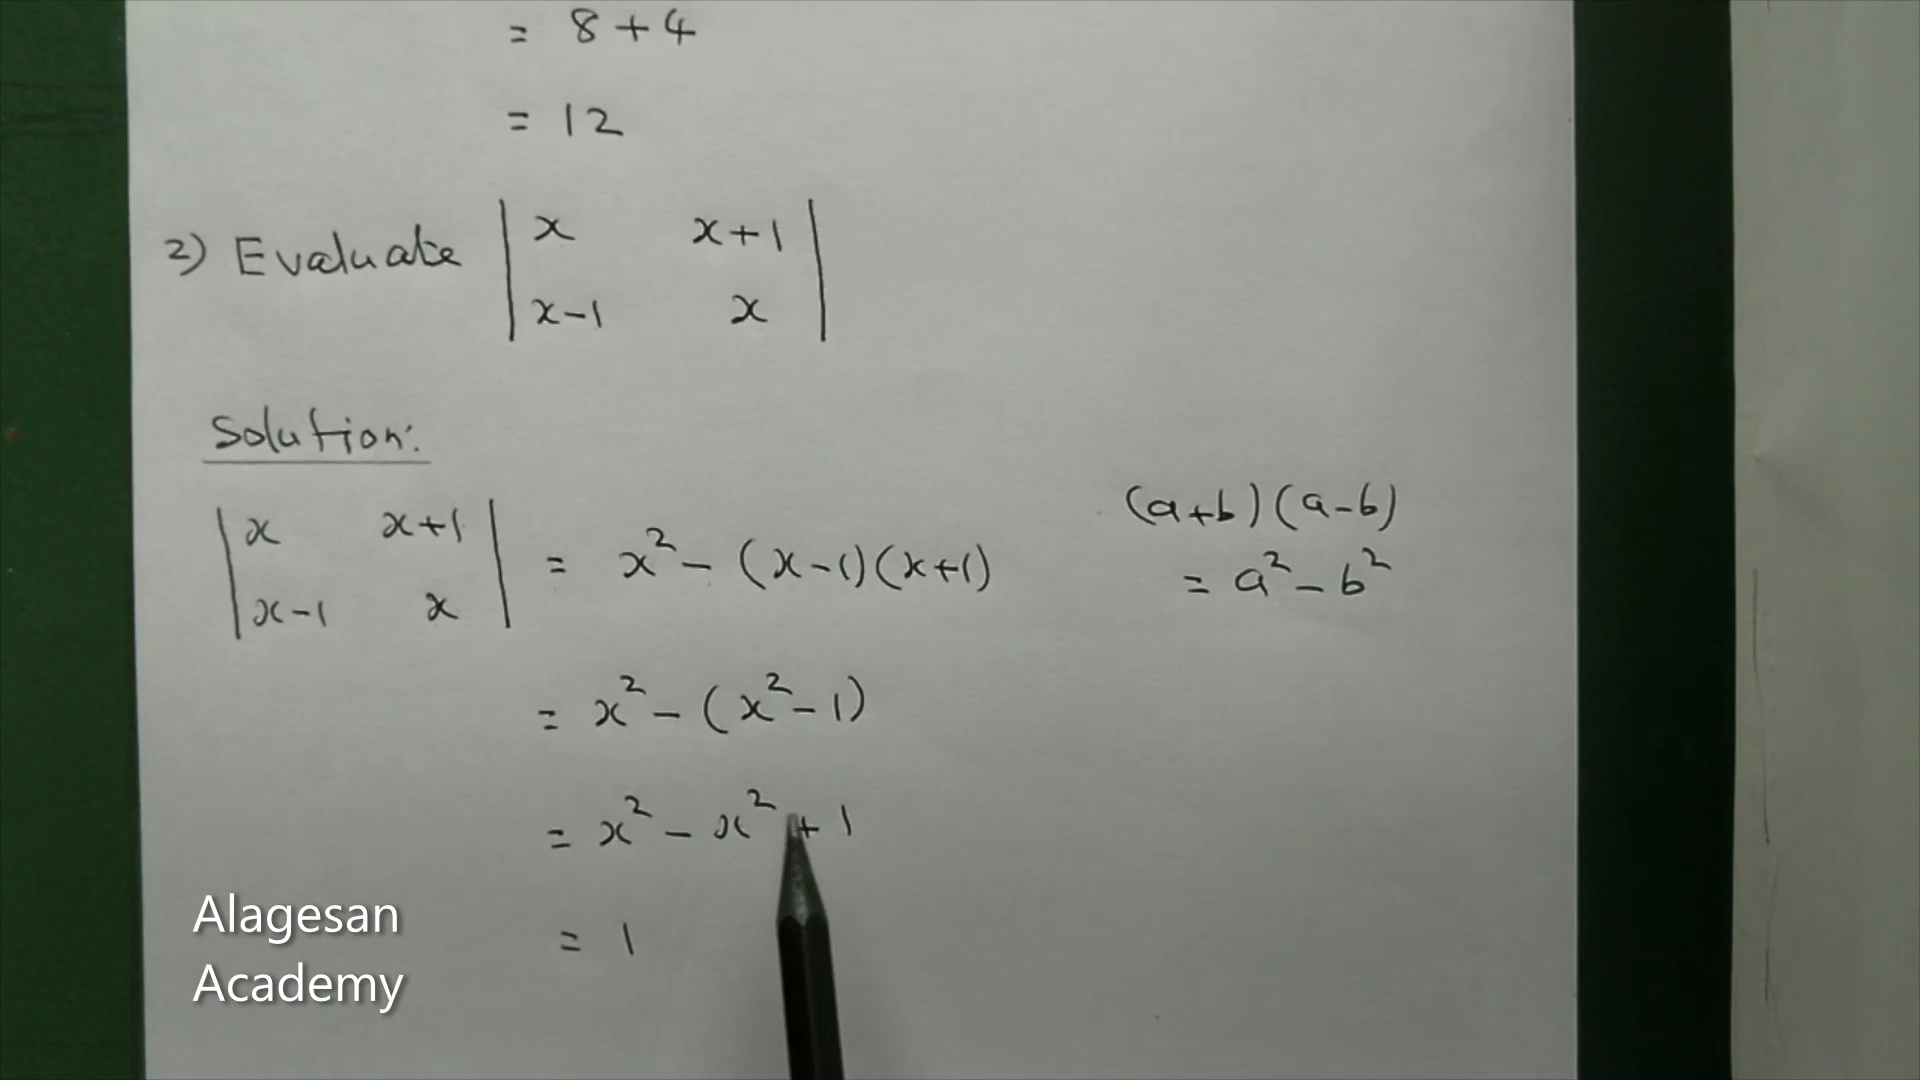 = 8 + 4
= 12
2) Evaluate | x x+1 |
| x-1 x |
Solution:
| x x+1 | = x² - (x-1)(x+1)
| x-1 x |
(a+b)(a-b)
= a² - b²
= x² - (x² - 1)
= x² - x² + 1
= 1
Alagesan
Academy